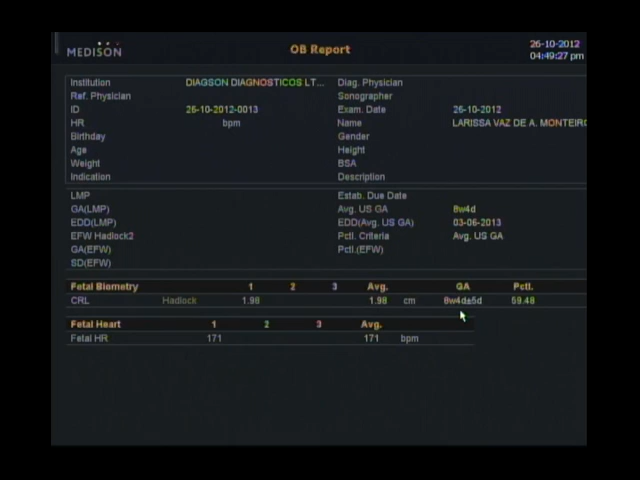 MEDISON
OB Report
26-10-2012
04:49:27 pm
Institution DIAGSON DIAGNOSTICOS LT... Diag. Physician
Ref. Physician Sonographer
ID 26-10-2012-0013 Exam. Date 26-10-2012
HR bpm Name LARISSA VAZ DE A. MONTEIRO
Birthday Gender
Age Height
Weight BSA
Indication Description
LMP Estab. Due Date
GA(LMP) Avg. US GA 8w4d
EDD(LMP) EDD(Avg. US GA) 03-06-2013
EFW Hadlock2 Pctl. Criteria Avg. US GA
GA(EFW) Pctl.(EFW)
SD(EFW)
Fetal Biometry 1 2 3 Avg. GA Pctl.
CRL Hadlock 1.98 1.98 cm 8w4d±5d 59.48
Fetal Heart 1 2 3 Avg.
Fetal HR 171 171 bpm